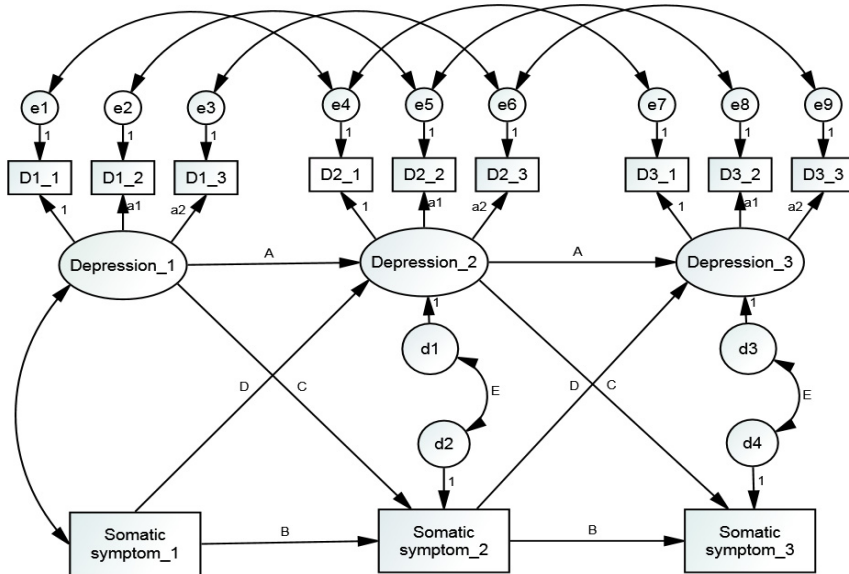 e1 e2 e3 e4 e5 e6 e7 e8 e9
1 1 1 1 1 1 1 1 1
D1_1 D1_2 D1_3 D2_1 D2_2 D2_3 D3_1 D3_2 D3_3
1 a1 a2 1 a1 a2 1 a1 a2
Depression_1 A Depression_2 A Depression_3
1 1
d1 d3
D C E D C E
d2 d4
1 1
Somatic
symptom_1
B
Somatic
symptom_2
B
Somatic
symptom_3